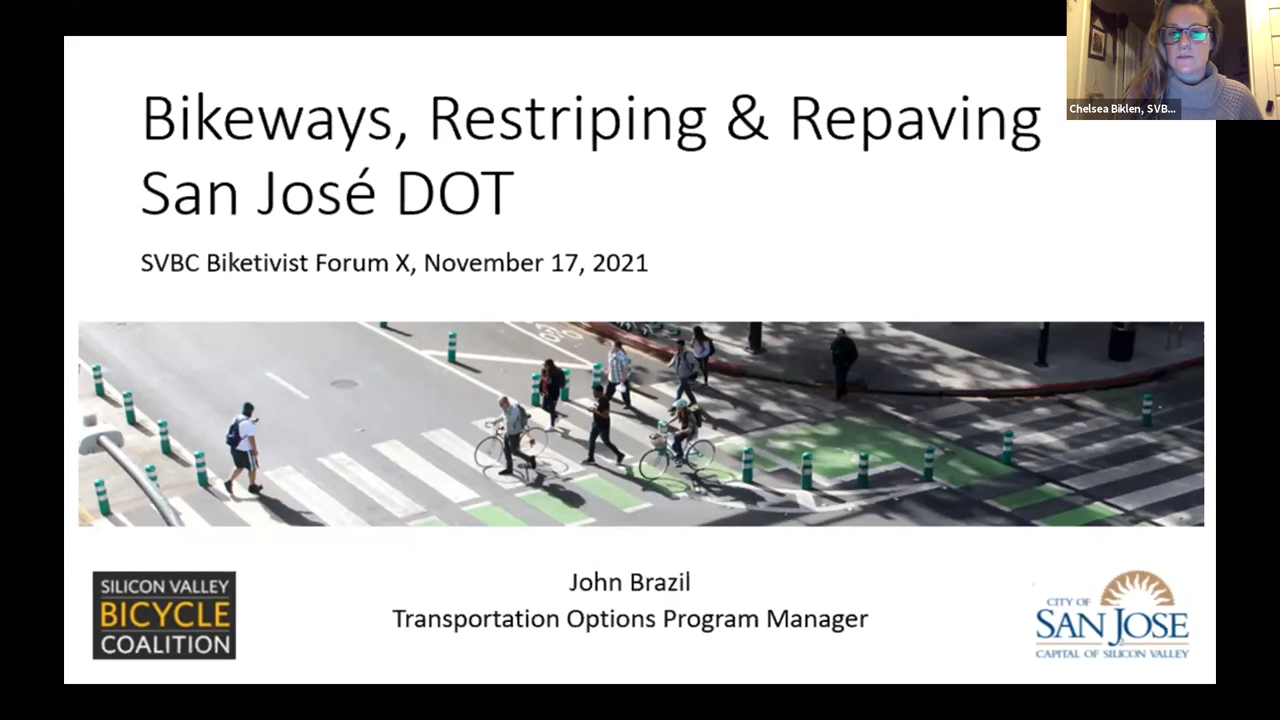 Bikeways, Restriping & Repaving
San José DOT
SVBC Biketivist Forum X, November 17, 2021
Chelsea Biklen, SVB...
SILICON VALLEY
BICYCLE
COALITION
John Brazil
Transportation Options Program Manager
CITY OF
SAN JOSE
CAPITAL OF SILICON VALLEY